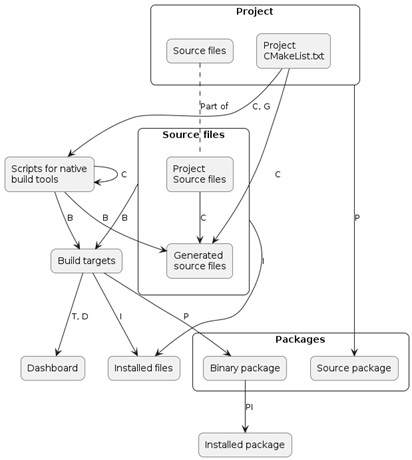 Project
Source files
Project
CMakeList.txt
Part of
C, G
Source files
Scripts for native
build tools
C
Project
Source files
C
B
B
B
C
P
Build targets
Generated
source files
T, D
I
P
I
Packages
Dashboard
Installed files
Binary package
Source package
PI
Installed package